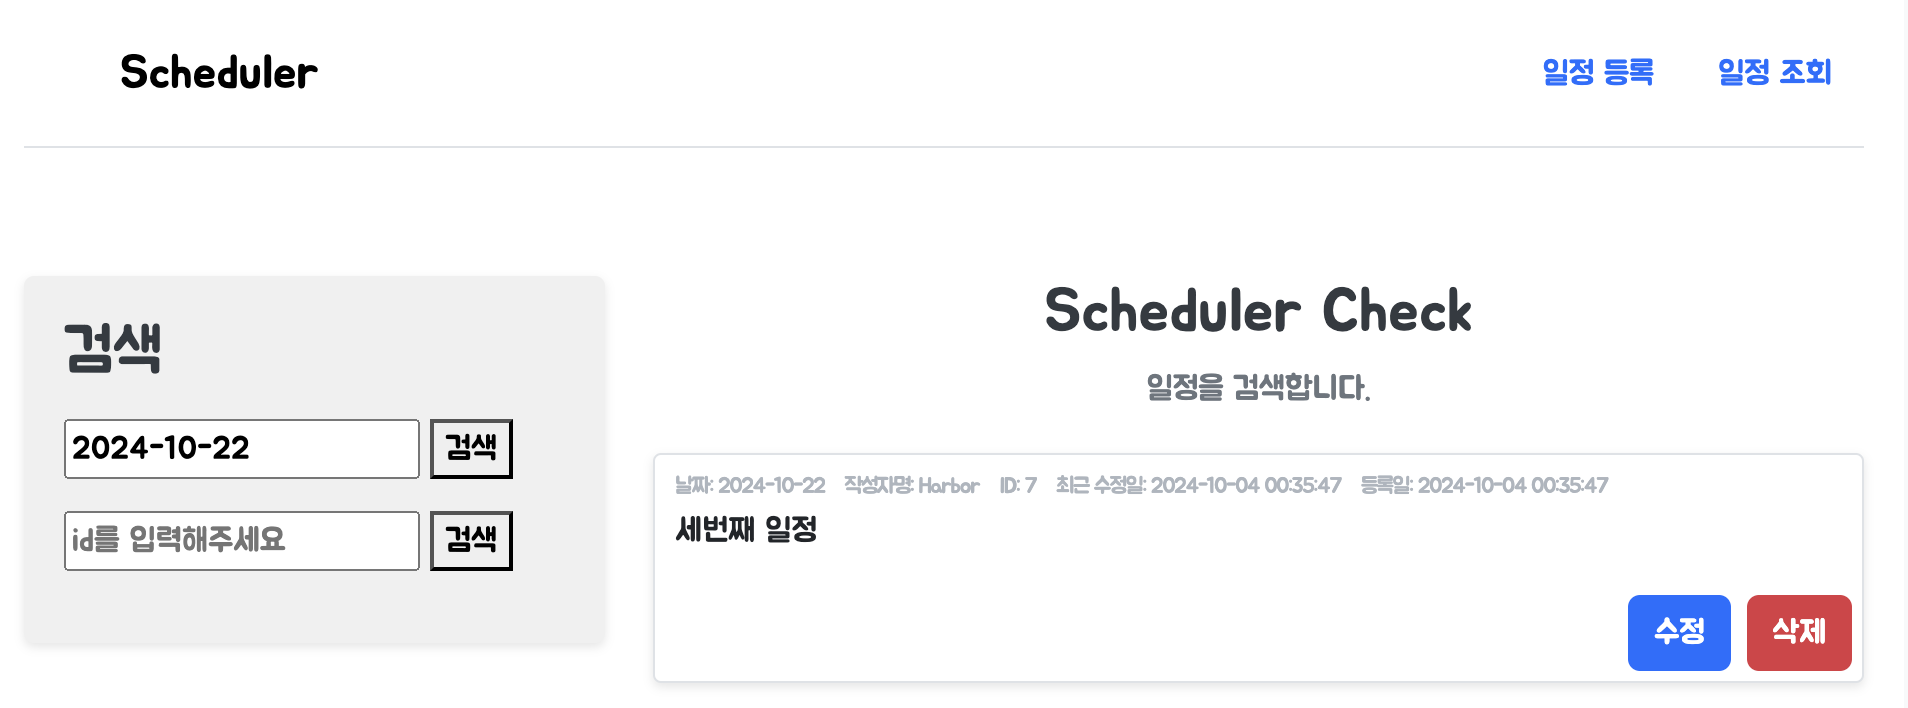 Scheduler
일정 등록 일정 조회
검색
2024-10-22 검색
id를 입력해주세요 검색
Scheduler Check
일정을 검색합니다.
날짜: 2024-10-22 작성자명: Harbor ID: 7 최근 수정일: 2024-10-04 00:35:47 등록일: 2024-10-04 00:35:47
세번째 일정
수정 삭제